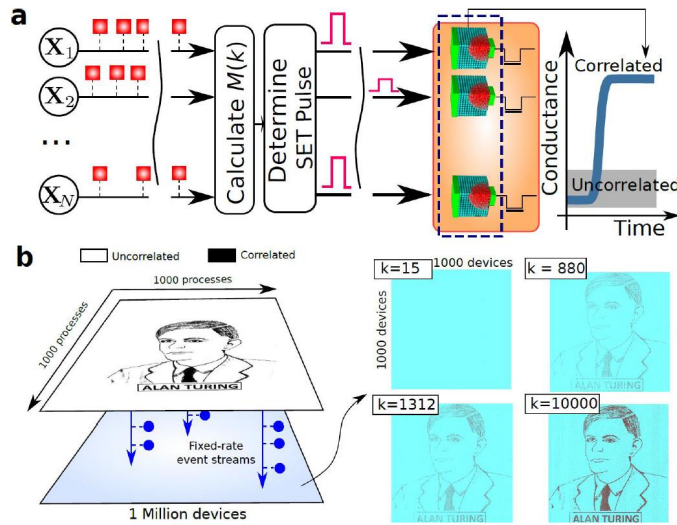 a
X1
X2
...
XN
Calculate M(k)
Determine
SET Pulse
Conductance
Correlated
Uncorrelated
Time
b
Uncorrelated
Correlated
1000 processes
1000 processes
ALAN TURING
Fixed-rate
event streams
1 Million devices
k=15
1000 devices
1000 devices
k = 880
ALAN TURING
k=1312
ALAN TURING
k=10000
ALAN TURING